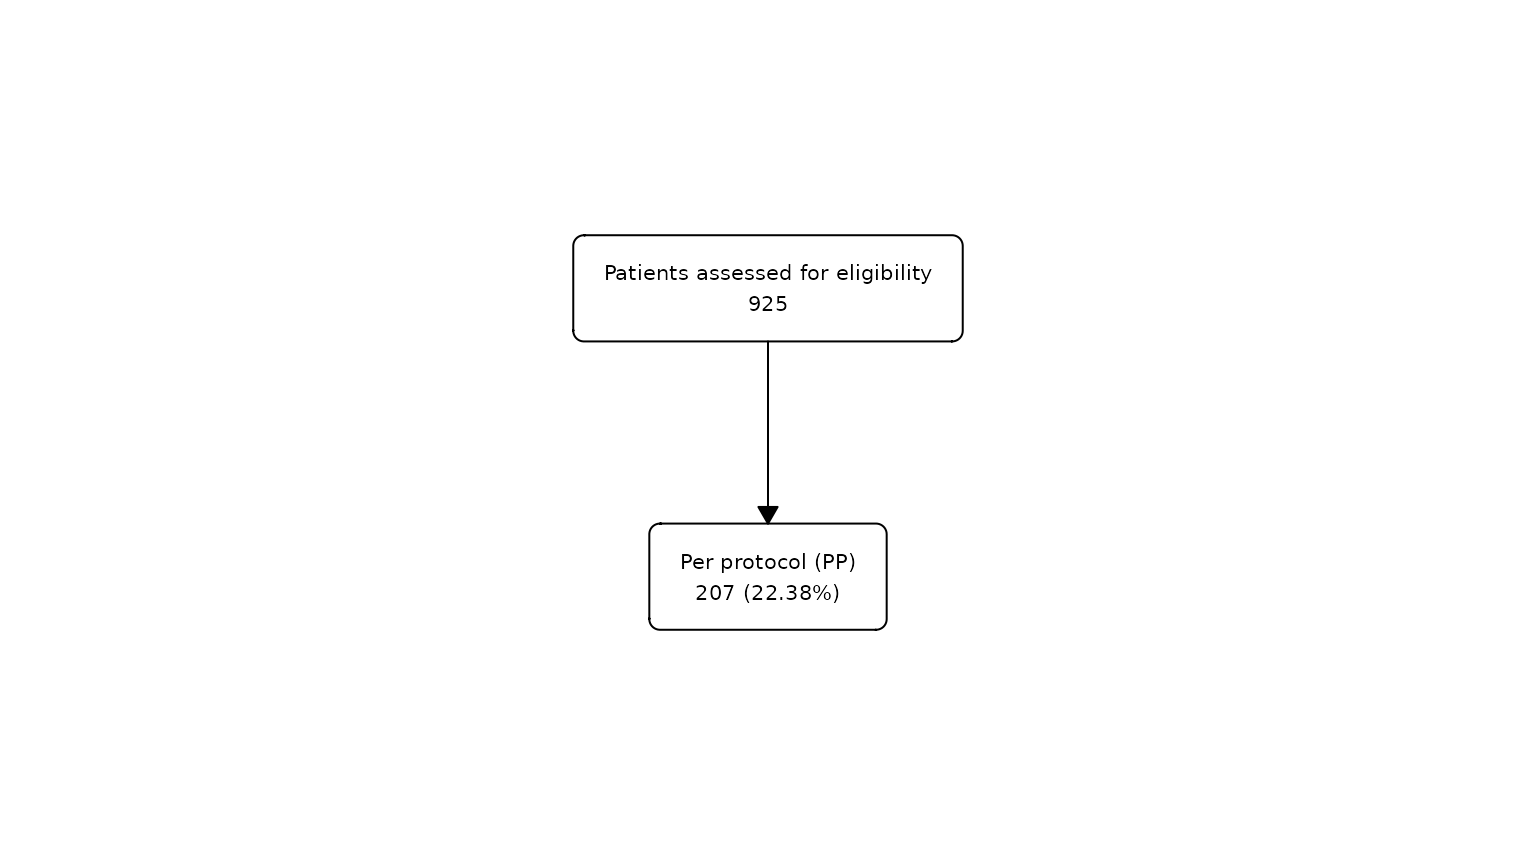 Patients assessed for eligibility
925
Per protocol (PP)
207 (22.38%)